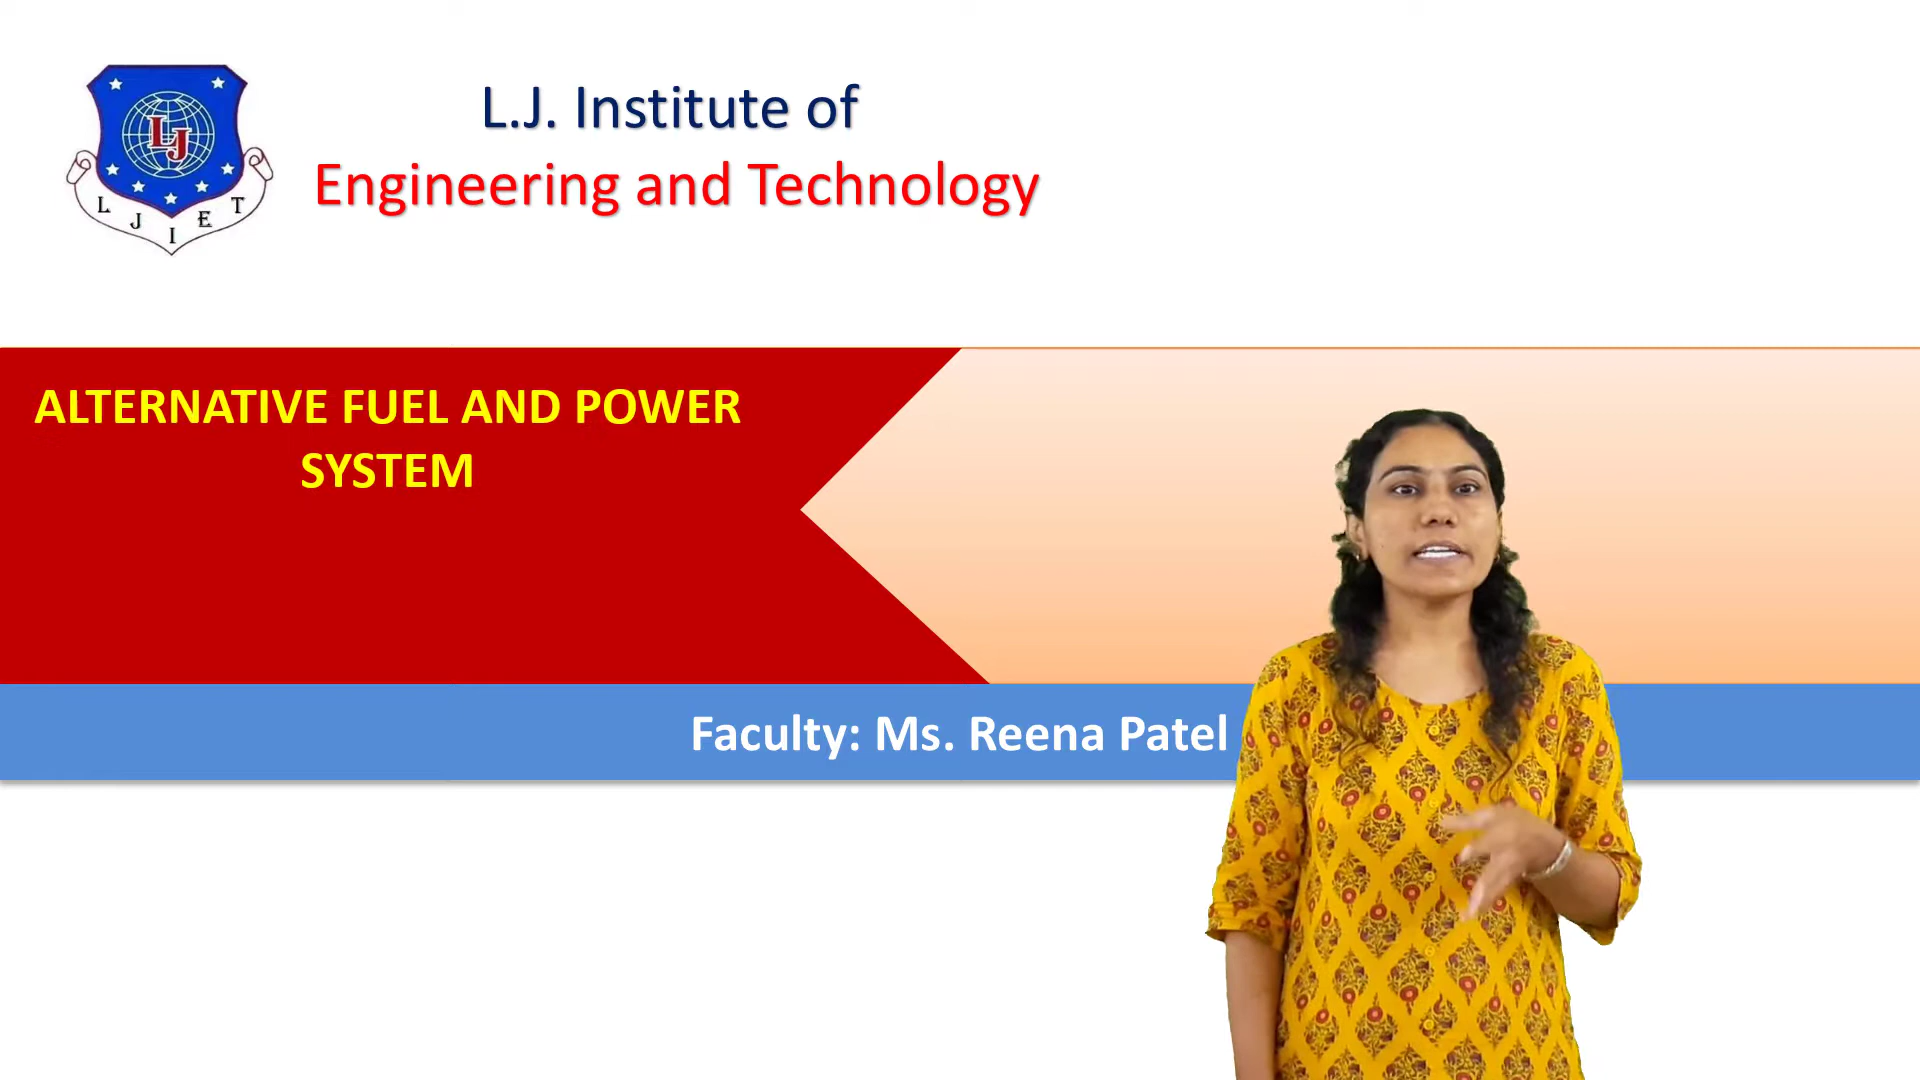 LJ
L J I E T
L.J. Institute of
Engineering and Technology
ALTERNATIVE FUEL AND POWER
SYSTEM
Faculty: Ms. Reena Patel